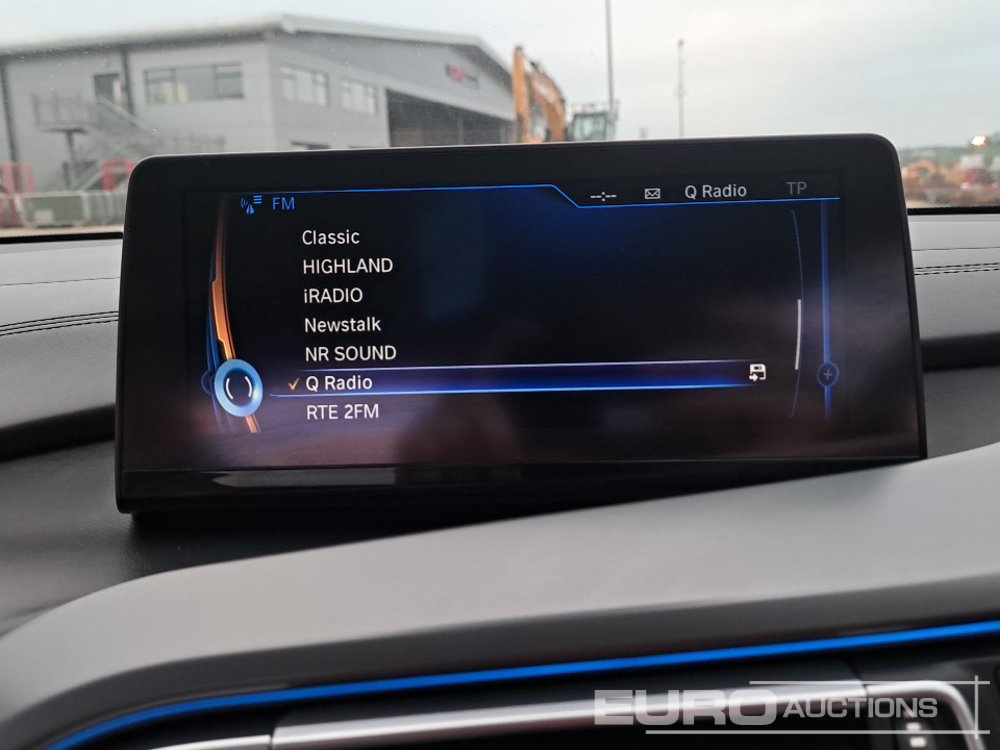 FM
--:--
Q Radio
TP
Classic
HIGHLAND
iRADIO
Newstalk
NR SOUND
Q Radio
RTE 2FM
EURO AUCTIONS